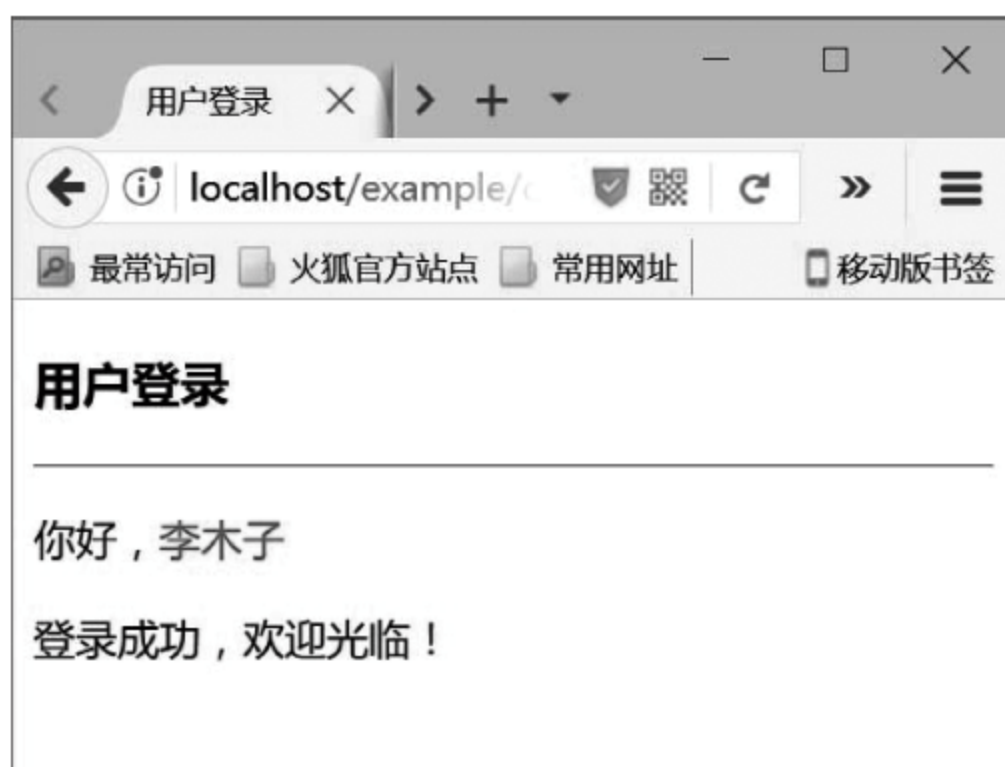 用户登录
localhost/example/
最常访问 火狐官方站点 常用网址 移动版书签
用户登录
你好，李木子
登录成功，欢迎光临！